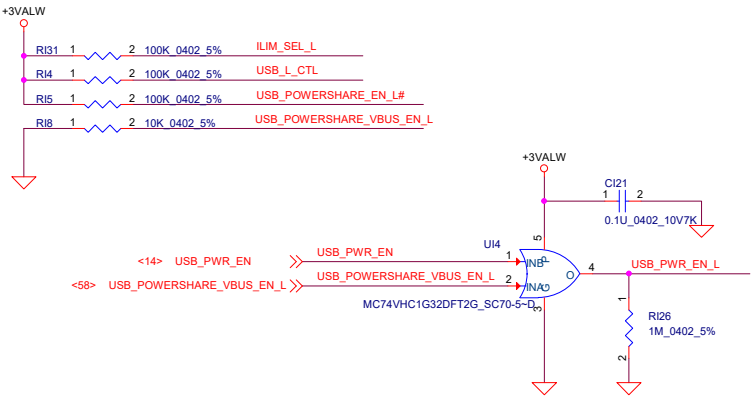 +3VALW
RI31 1 2 100K_0402_5% ILIM_SEL_L
RI4 1 2 100K_0402_5% USB_L_CTL
RI5 1 2 100K_0402_5% USB_POWERSHARE_EN_L#
RI8 1 2 10K_0402_5% USB_POWERSHARE_VBUS_EN_L
+3VALW
CI21
1 2
0.1U_0402_10V7K
5
UI4
<14> USB_PWR_EN USB_PWR_EN 1 INB P
O 4 USB_PWR_EN_L
<58> USB_POWERSHARE_VBUS_EN_L USB_POWERSHARE_VBUS_EN_L 2 INA G
MC74VHC1G32DFT2G_SC70-5~D
3
1
RI26
1M_0402_5%
2